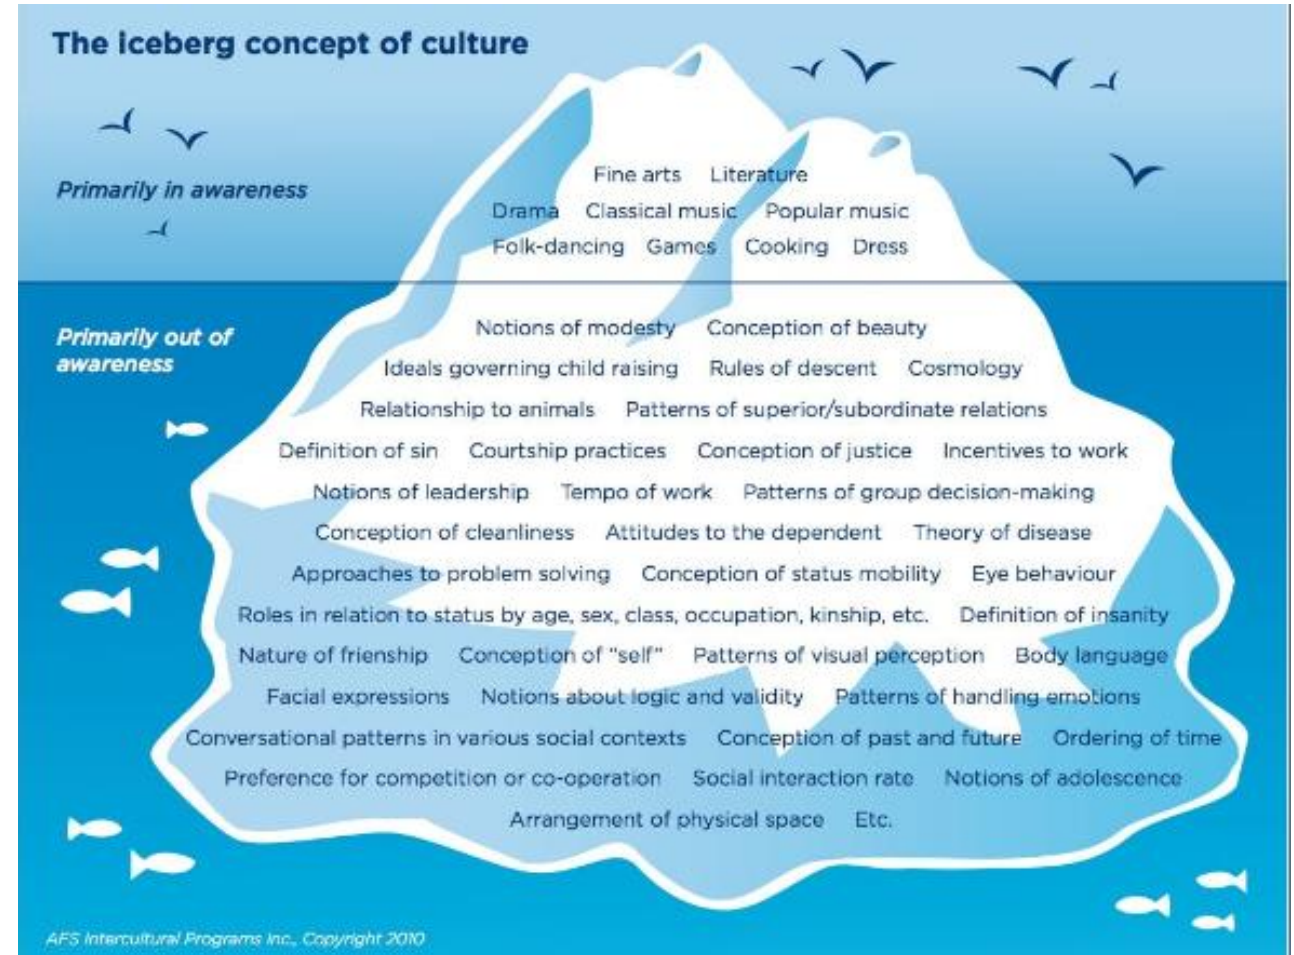 The iceberg concept of culture
Primarily in awareness
Fine arts Literature
Drama Classical music Popular music
Folk-dancing Games Cooking Dress
Primarily out of
awareness
Notions of modesty Conception of beauty
Ideals governing child raising Rules of descent Cosmology
Relationship to animals Patterns of superior/subordinate relations
Definition of sin Courtship practices Conception of justice Incentives to work
Notions of leadership Tempo of work Patterns of group decision-making
Conception of cleanliness Attitudes to the dependent Theory of disease
Approaches to problem solving Conception of status mobility Eye behaviour
Roles in relation to status by age, sex, class, occupation, kinship, etc. Definition of insanity
Nature of frienship Conception of "self" Patterns of visual perception Body language
Facial expressions Notions about logic and validity Patterns of handling emotions
Conversational patterns in various social contexts Conception of past and future Ordering of time
Preference for competition or co-operation Social interaction rate Notions of adolescence
Arrangement of physical space Etc.
AFS Intercultural Programs Inc., Copyright 2010